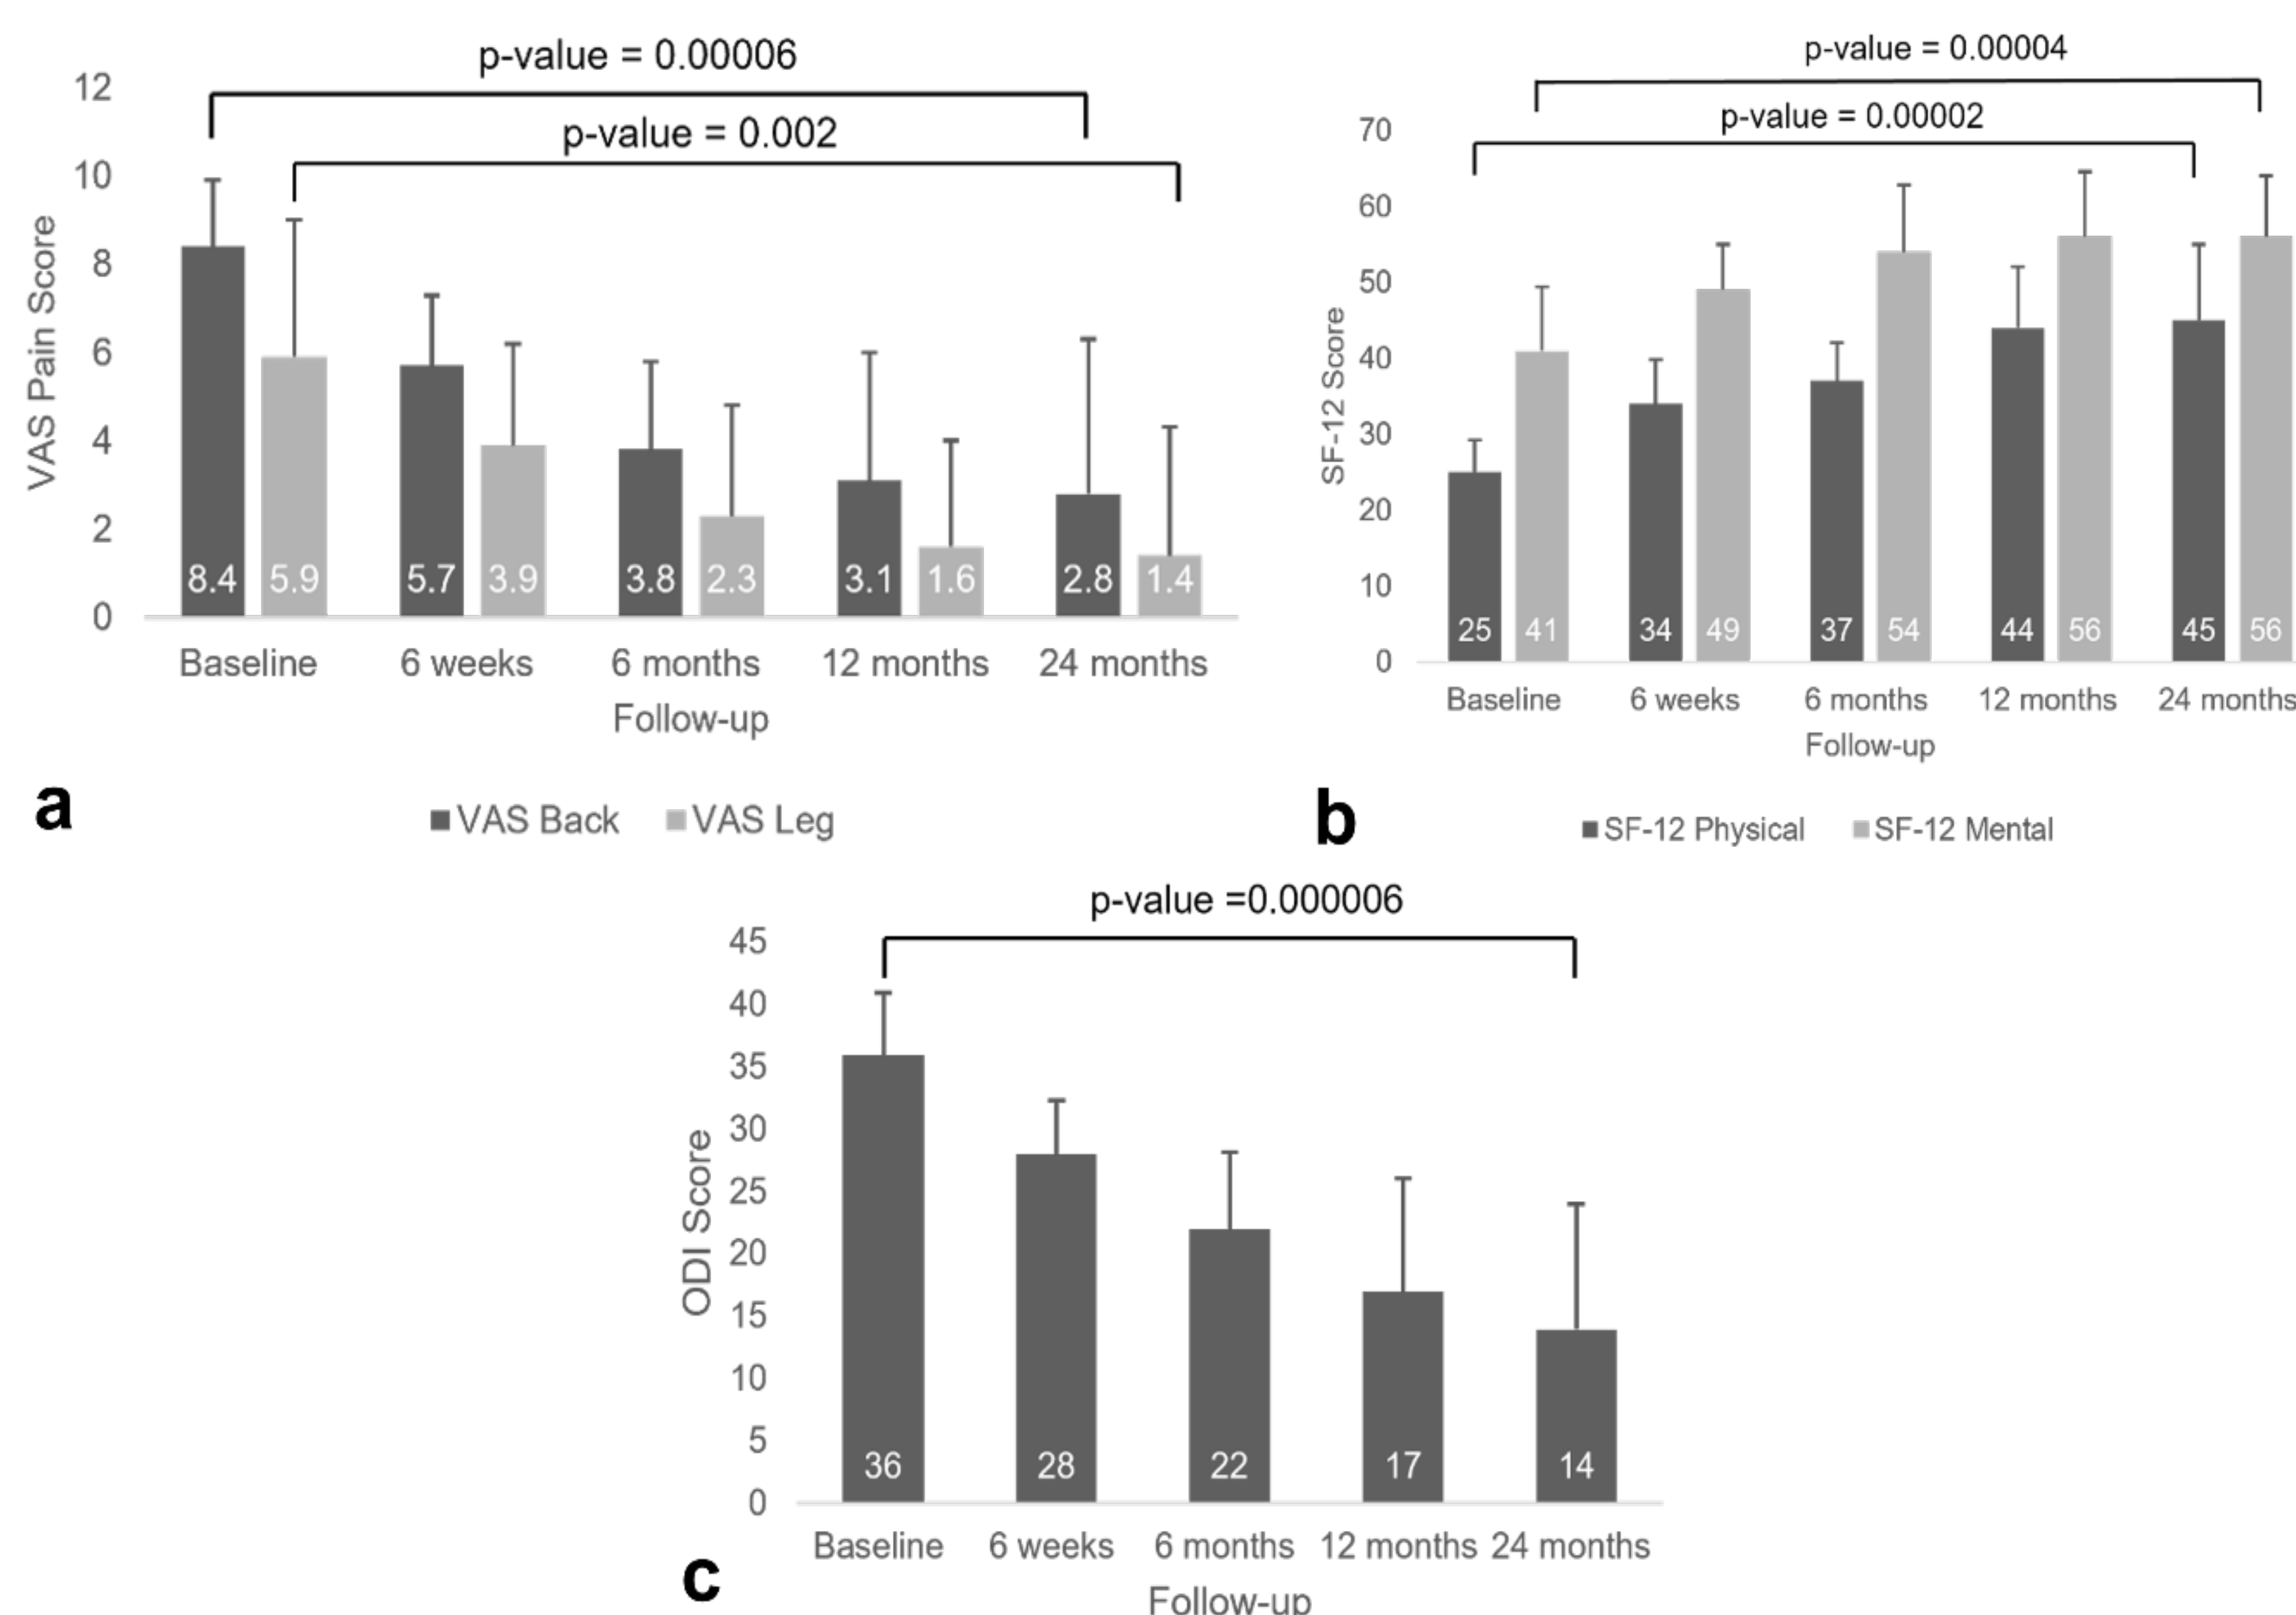 p-value = 0.00006
p-value = 0.002
12
10
8
6
4
2
0
VAS Pain Score
8.4 5.9 5.7 3.9 3.8 2.3 3.1 1.6 2.8 1.4
Baseline 6 weeks 6 months 12 months 24 months
Follow-up
a
VAS Back VAS Leg
p-value = 0.00004
p-value = 0.00002
70
60
50
40
30
20
10
0
SF-12 Score
25 41 34 49 37 54 44 56 45 56
Baseline 6 weeks 6 months 12 months 24 months
Follow-up
b
SF-12 Physical SF-12 Mental
p-value =0.000006
45
40
35
30
25
20
15
10
5
0
ODI Score
36 28 22 17 14
Baseline 6 weeks 6 months 12 months 24 months
Follow-up
c